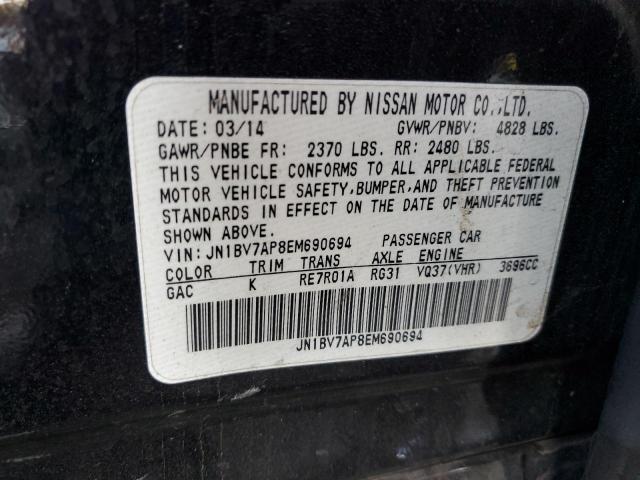 MANUFACTURED BY NISSAN MOTOR CO.,LTD.
DATE: 03/14 GVWR/PNBV: 4828 LBS.
GAWR/PNBE FR: 2370 LBS. RR: 2480 LBS.
THIS VEHICLE CONFORMS TO ALL APPLICABLE FEDERAL
MOTOR VEHICLE SAFETY,BUMPER,AND THEFT PREVENTION
STANDARDS IN EFFECT ON THE DATE OF MANUFACTURE
SHOWN ABOVE.
VIN: JN1BV7AP8EM690694 PASSENGER CAR
COLOR TRIM TRANS AXLE ENGINE
GAC K RE7R01A RG31 VQ37(VHR) 3696CC
JN1BV7AP8EM690694